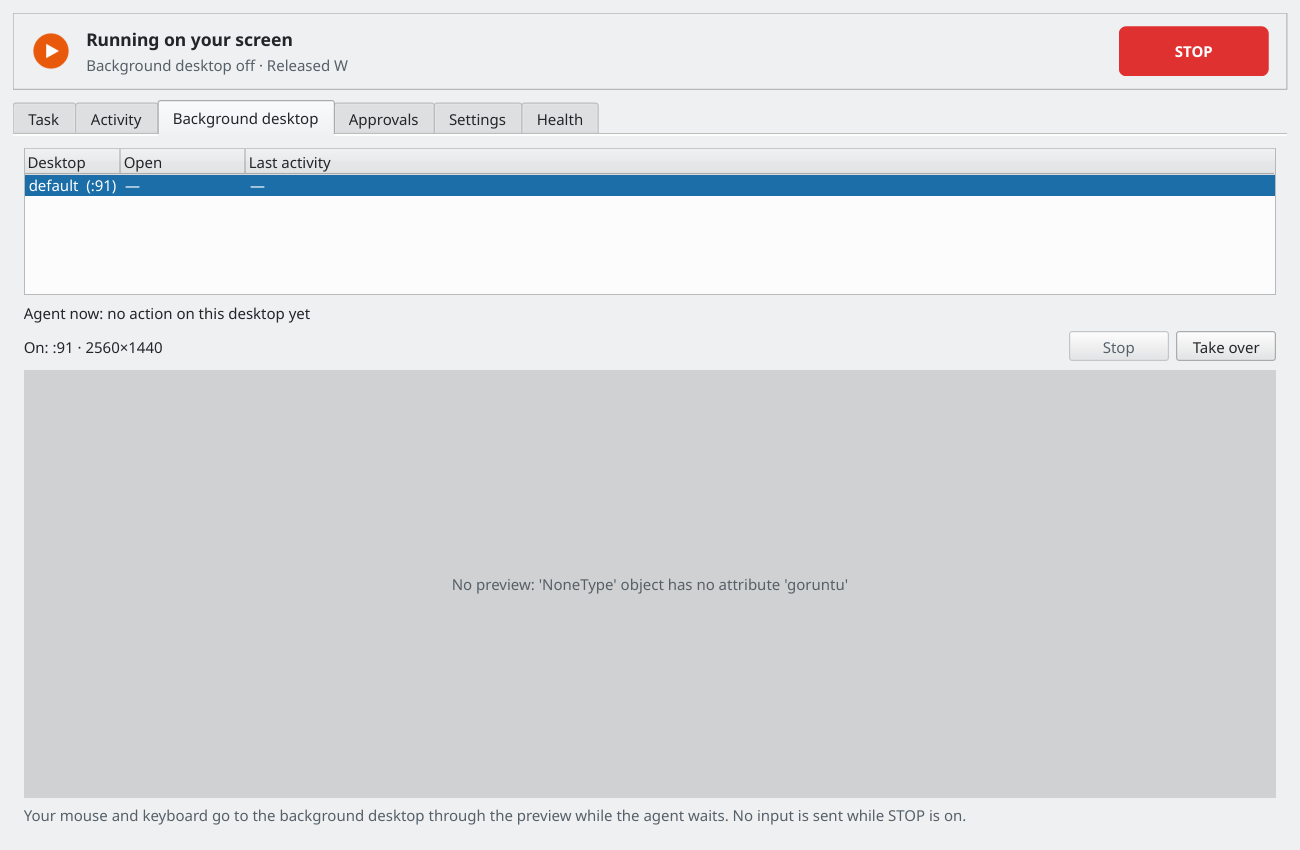 Running on your screen
Background desktop off · Released W
STOP
Task Activity Background desktop Approvals Settings Health
Desktop Open Last activity
default (:91) — —
Agent now: no action on this desktop yet
On: :91 · 2560×1440
Stop Take over
No preview: 'NoneType' object has no attribute 'goruntu'
Your mouse and keyboard go to the background desktop through the preview while the agent waits. No input is sent while STOP is on.